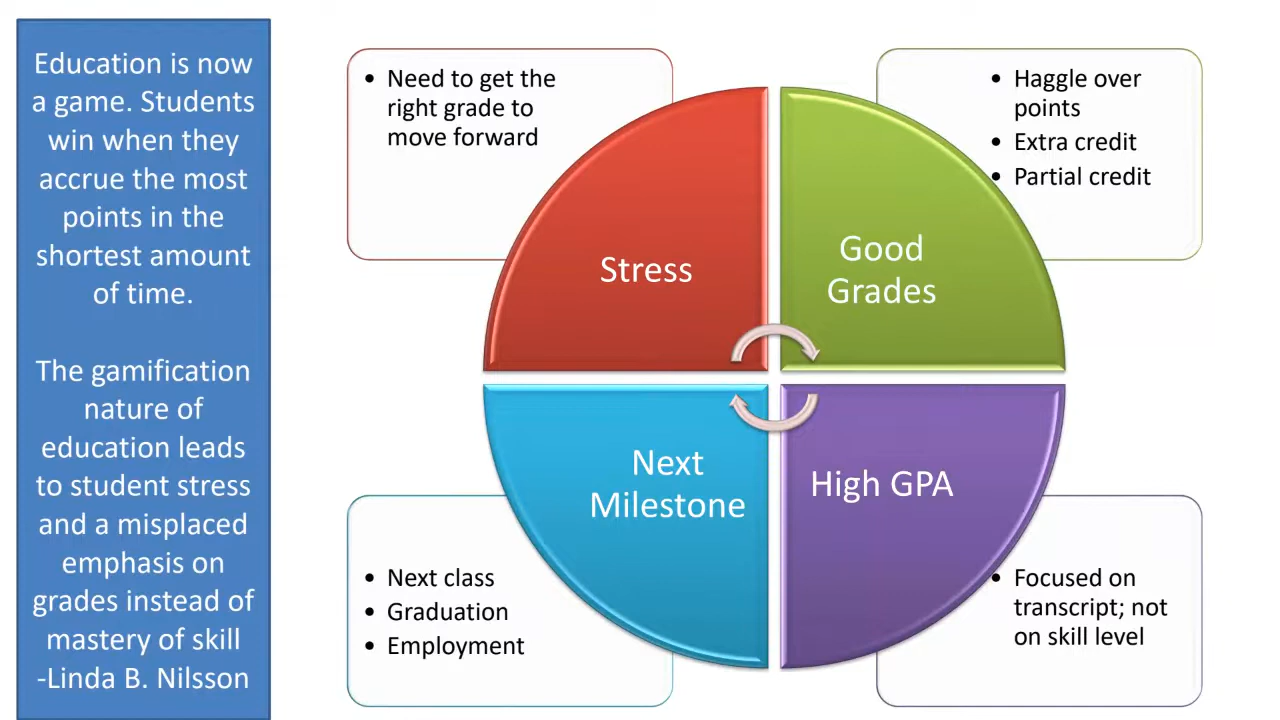 Education is now
a game. Students
win when they
accrue the most
points in the
shortest amount
of time.
The gamification
nature of
education leads
to student stress
and a misplaced
emphasis on
grades instead of
mastery of skill
-Linda B. Nilsson
• Need to get the
right grade to
move forward
Stress
• Haggle over
points
• Extra credit
• Partial credit
Good
Grades
Next
Milestone
• Next class
• Graduation
• Employment
High GPA
• Focused on
transcript; not
on skill level